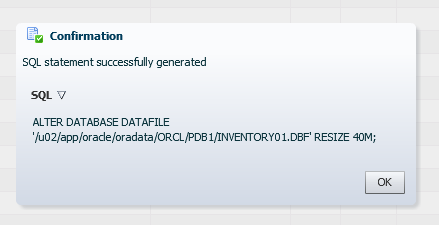 Confirmation
SQL statement successfully generated
SQL ▽
ALTER DATABASE DATAFILE
'/u02/app/oracle/oradata/ORCL/PDB1/INVENTORY01.DBF' RESIZE 40M;
OK